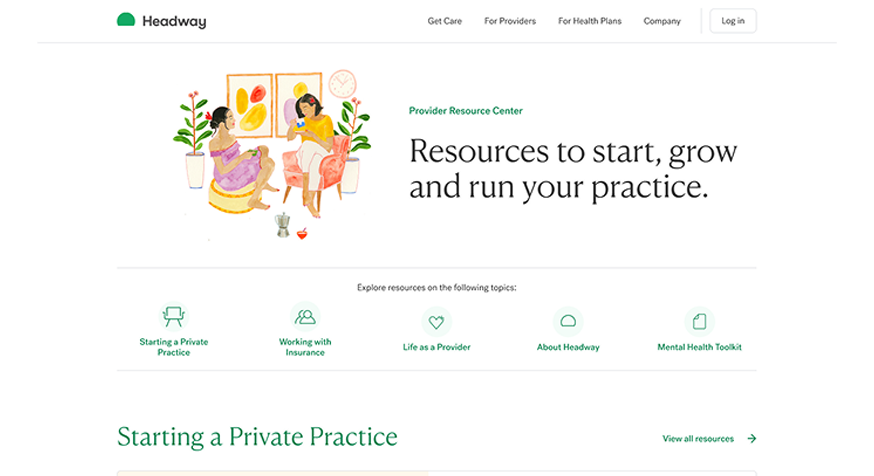 Headway
Get Care
For Providers
For Health Plans
Company
Log in
Provider Resource Center
Resources to start, grow
and run your practice.
Explore resources on the following topics:
Starting a Private
Practice
Working with
Insurance
Life as a Provider
About Headway
Mental Health Toolkit
Starting a Private Practice
View all resources